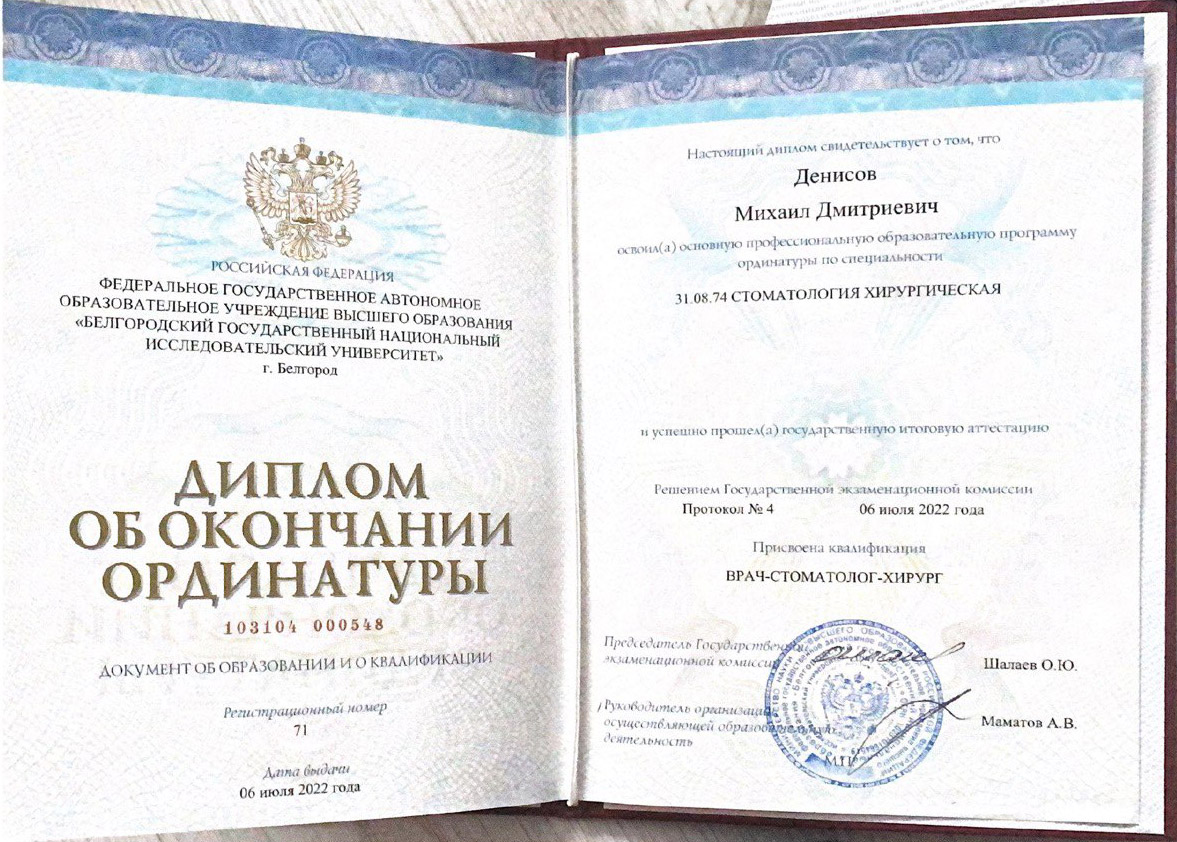 РОССИЙСКАЯ ФЕДЕРАЦИЯ
ФЕДЕРАЛЬНОЕ ГОСУДАРСТВЕННОЕ АВТОНОМНОЕ
ОБРАЗОВАТЕЛЬНОЕ УЧРЕЖДЕНИЕ ВЫСШЕГО ОБРАЗОВАНИЯ
«БЕЛГОРОДСКИЙ ГОСУДАРСТВЕННЫЙ НАЦИОНАЛЬНЫЙ
ИССЛЕДОВАТЕЛЬСКИЙ УНИВЕРСИТЕТ»
г. Белгород
ДИПЛОМ
ОБ ОКОНЧАНИИ
ОРДИНАТУРЫ
103104 000548
ДОКУМЕНТ ОБ ОБРАЗОВАНИИ И О КВАЛИФИКАЦИИ
Регистрационный номер
71
Дата выдачи
06 июля 2022 года
Настоящий диплом свидетельствует о том, что
Денисов
Михаил Дмитриевич
освоил(а) основную профессиональную образовательную программу
ординатуры по специальности
31.08.74 СТОМАТОЛОГИЯ ХИРУРГИЧЕСКАЯ
и успешно прошел(а) государственную итоговую аттестацию
Решением Государственной экзаменационной комиссии
Протокол № 4 06 июля 2022 года
Присвоена квалификация
ВРАЧ-СТОМАТОЛОГ-ХИРУРГ
Председатель Государственной
экзаменационной комиссии
Шалаев О.Ю.
Руководитель организации,
осуществляющей образовательную
деятельность
Маматов А.В.
М.П.